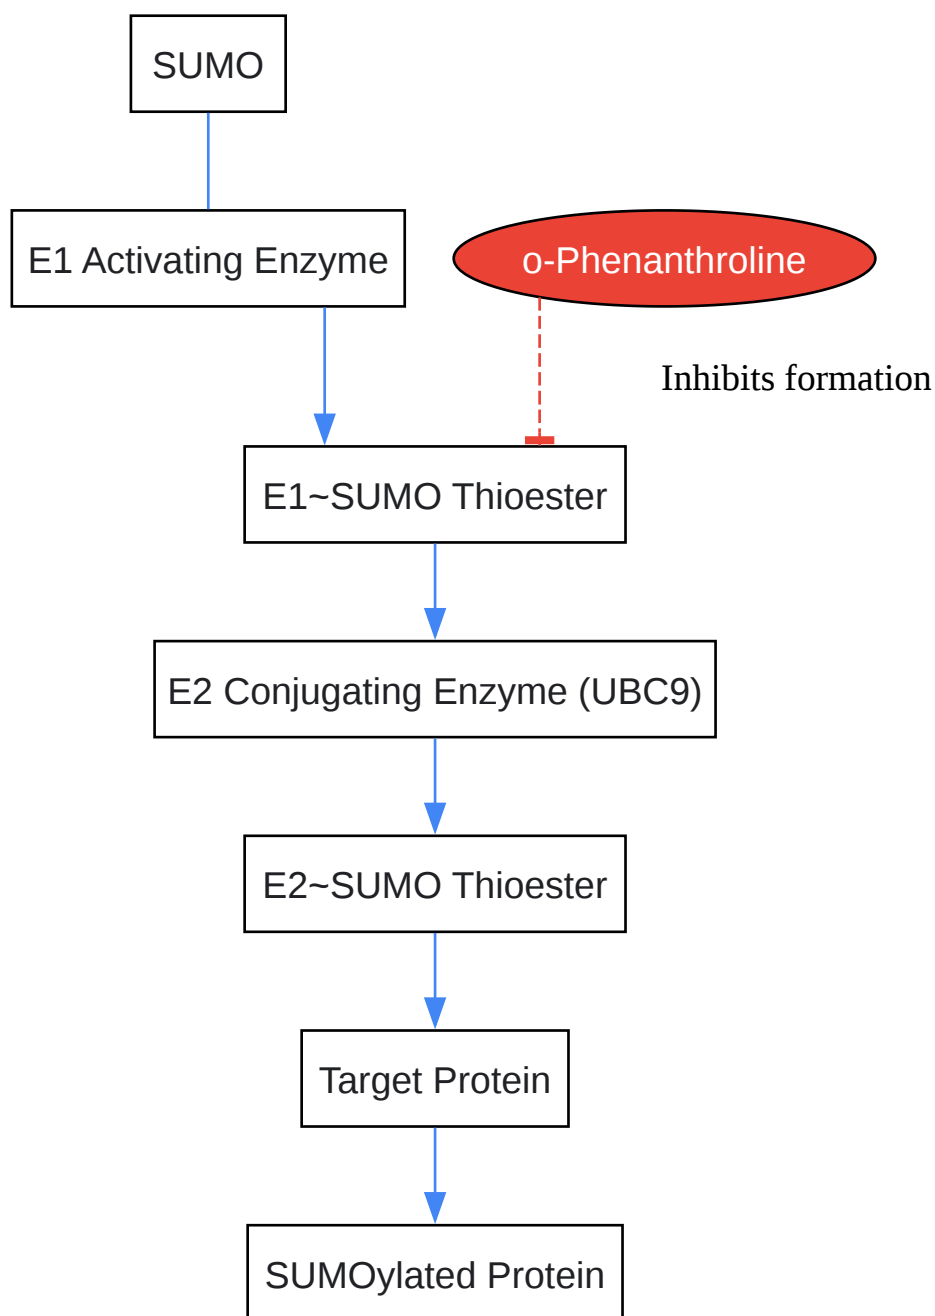 SUMO
E1 Activating Enzyme
o-Phenanthroline
Inhibits formation
E1~SUMO Thioester
E2 Conjugating Enzyme (UBC9)
E2~SUMO Thioester
Target Protein
SUMOylated Protein